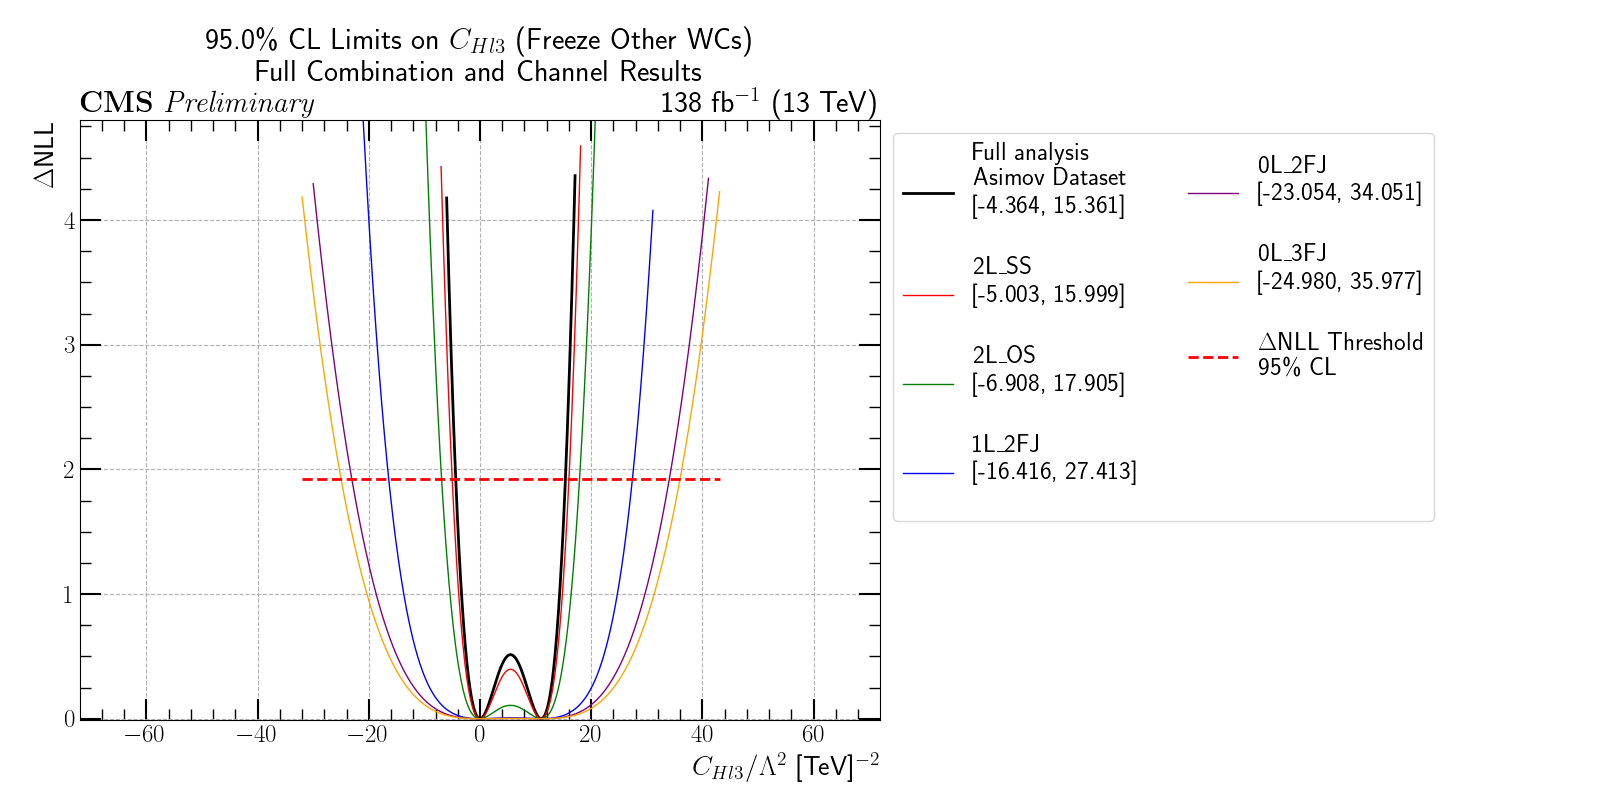 95.0% CL Limits on C_{Hl3} (Freeze Other WCs)
Full Combination and Channel Results
CMS Preliminary
138 fb^{-1} (13 TeV)
ΔNLL
4
3
2
1
0
−60
−40
−20
0
20
40
60
C_{Hl3}/Λ^2 [TeV]^{-2}
Full analysis
Asimov Dataset
[-4.364, 15.361]
2L_SS
[-5.003, 15.999]
2L_OS
[-6.908, 17.905]
1L_2FJ
[-16.416, 27.413]
0L_2FJ
[-23.054, 34.051]
0L_3FJ
[-24.980, 35.977]
ΔNLL Threshold
95% CL